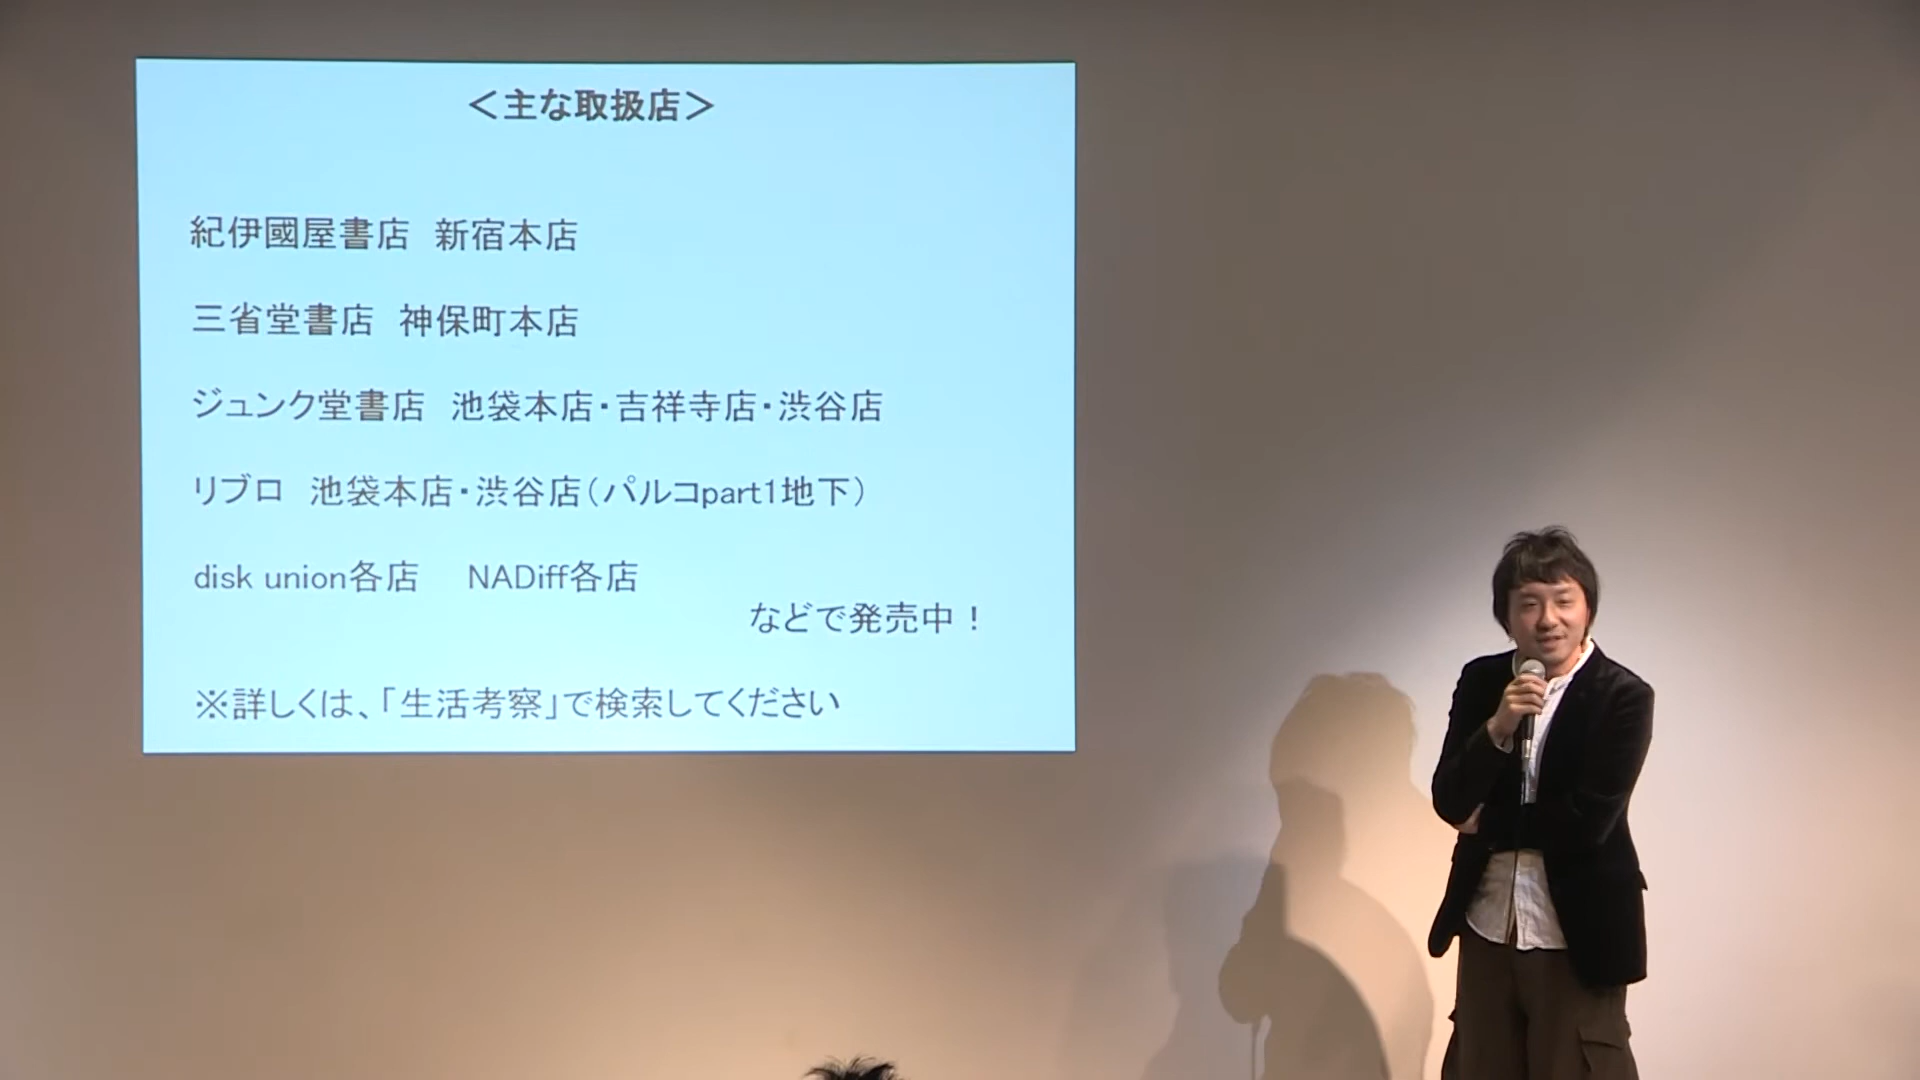 ＜主な取扱店＞
紀伊國屋書店　新宿本店
三省堂書店　神保町本店
ジュンク堂書店　池袋本店・吉祥寺店・渋谷店
リブロ　池袋本店・渋谷店（パルコpart1地下）
disk union各店　NADiff各店
などで発売中！
※詳しくは、「生活考察」で検索してください